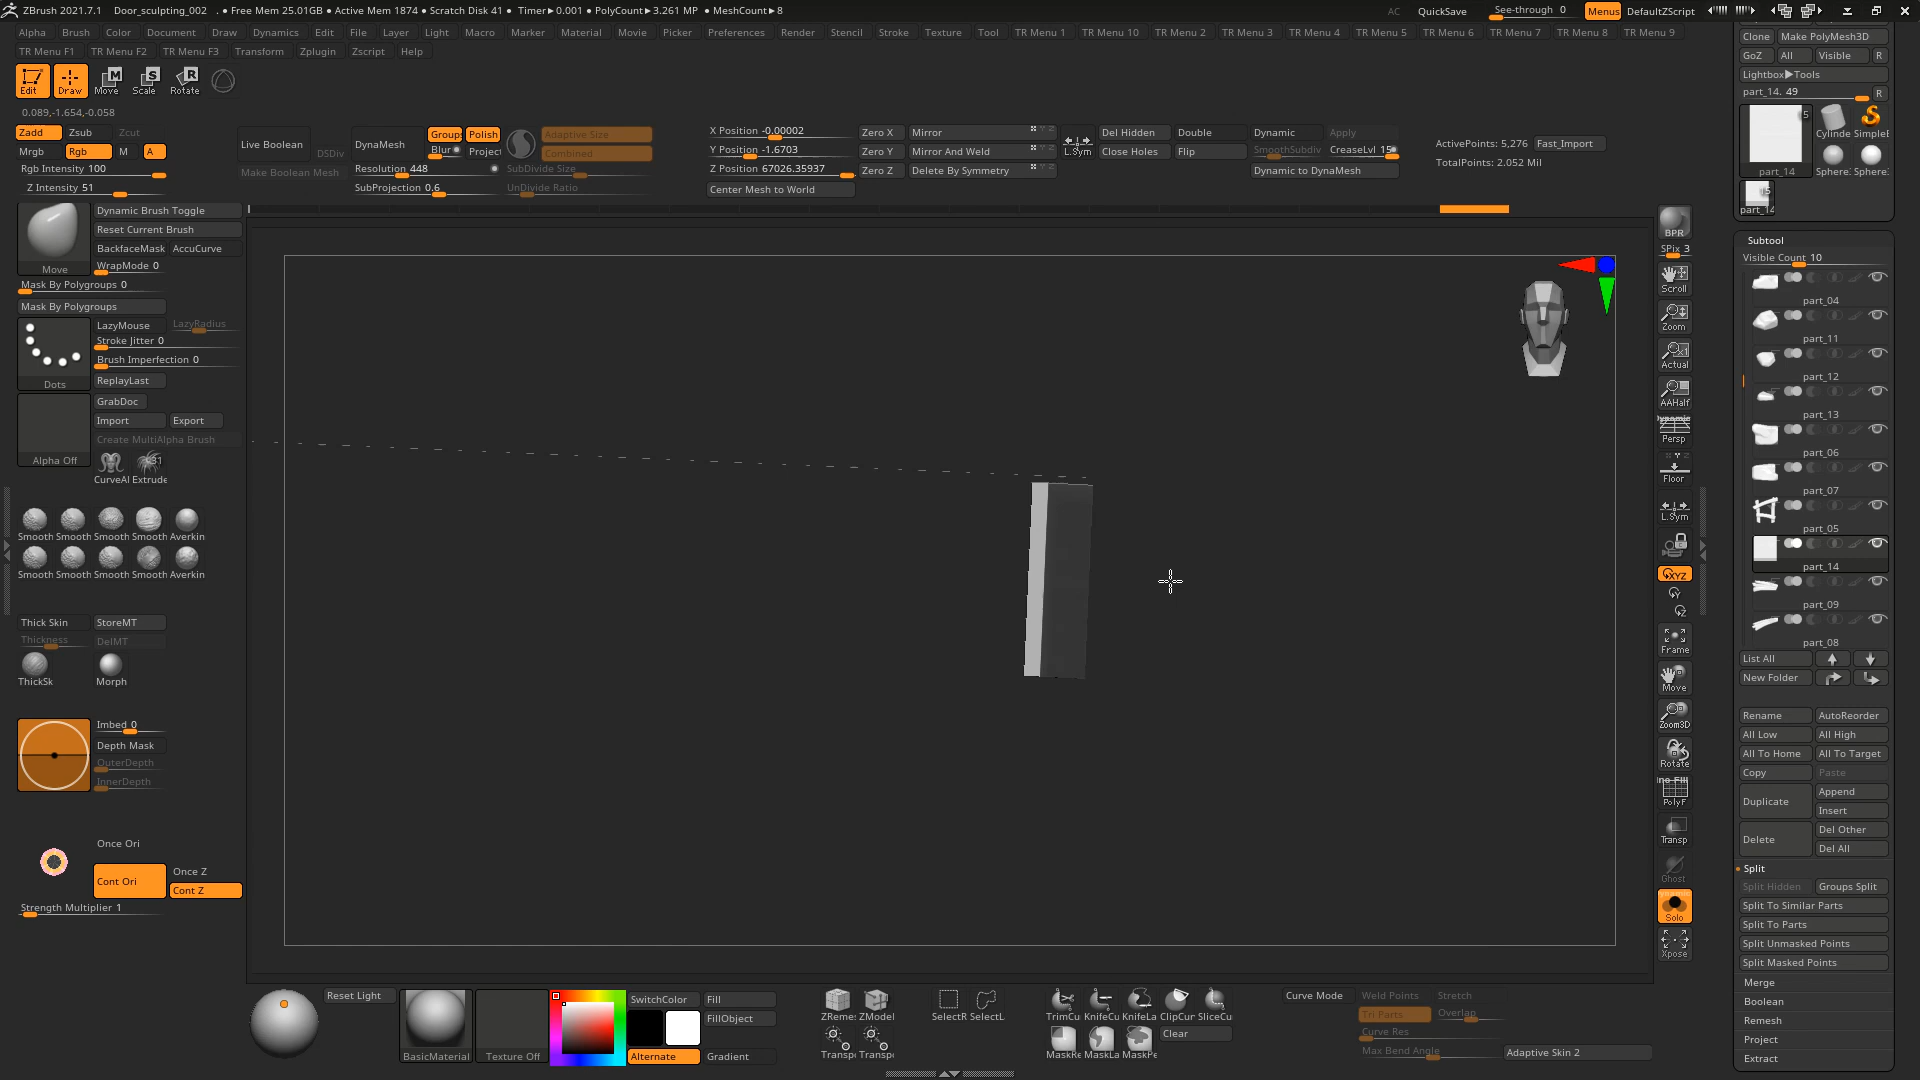 ZBrush 2021.7.1 Door_sculpting_002 . • Free Mem 25.01GB • Active Mem 1874 • Scratch Disk 41 • Timer►0.001 • PolyCount►3.261 MP • MeshCount►8 AC QuickSave See-through 0 Menus DefaultZScript
Alpha Brush Color Document Draw Dynamics Edit File Layer Light Macro Marker Material Movie Picker Preferences Render Stencil Stroke Texture Tool TR Menu 1 TR Menu 10 TR Menu 2 TR Menu 3 TR Menu 4 TR Menu 5 TR Menu 6 TR Menu 7 TR Menu 8 TR Menu 9
TR Menu F1 TR Menu F2 TR Menu F3 Transform Zplugin Zscript Help
Edit Draw Move Scale Rotate
0.089,-1.654,-0.058
Zadd Zsub Zcut
Mrgb Rgb M A
Rgb Intensity 100
Z Intensity 51
Live Boolean DSDiv
Make Boolean Mesh
DynaMesh Groups Polish
Blur Project
Resolution 448
SubProjection 0.6
Adaptive Size
Combined
SubDivide Size
UnDivide Ratio
X Position -0.00002 Zero X Mirror
Y Position -1.6703 Zero Y Mirror And Weld
Z Position 67026.35937 Zero Z Delete By Symmetry
Center Mesh to World
L.Sym
Del Hidden Double Dynamic Apply
Close Holes Flip SmoothSubdiv CreaseLvl 15
Dynamic to DynaMesh
ActivePoints: 5,276 Fast_Import
TotalPoints: 2.052 Mil
Move
Dynamic Brush Toggle
Reset Current Brush
BackfaceMask AccuCurve
WrapMode 0
Mask By Polygroups 0
Mask By Polygroups
Dots
LazyMouse LazyRadius
Stroke Jitter 0
Brush Imperfection 0
ReplayLast
GrabDoc
Import Export
Create MultiAlpha Brush
Alpha Off
31
CurveAl Extrude
Smooth Smooth Smooth Smooth Averkin
Smooth Smooth Smooth Smooth Averkin
Thick Skin StoreMT
Thickness DelMT
ThickSk Morph
Imbed 0
Depth Mask
OuterDepth
InnerDepth
Once Ori
Cont Ori Once Z
Cont Z
Strength Multiplier 1
BPR
SPix 3
Scroll
Zoom
Actual
AAHalf
Dynamic
Persp
Floor
L.Sym
XYZ
Y
Z
Frame
Move
Zoom3D
Rotate
PolyF
Transp
Ghost
Solo
Xpose
Clone Make PolyMesh3D
GoZ All Visible R
Lightbox►Tools
part_14. 49 R
5
part_14
Cylinde SimpleB
Sphere: Sphere:
15
part_14
Subtool
Visible Count 10
part_04
part_11
part_12
part_13
part_06
part_07
part_05
part_14
part_09
part_08
List All
New Folder
Rename AutoReorder
All Low All High
All To Home All To Target
Copy Paste
Duplicate Append
Insert
Delete Del Other
Del All
Split
Split Hidden Groups Split
Split To Similar Parts
Split To Parts
Split Unmasked Points
Split Masked Points
Merge
Boolean
Remesh
Project
Extract
Reset Light
BasicMaterial
Texture Off
SwitchColor Fill
FillObject
Alternate Gradient
ZRemes ZModel
Transpo Transpo
SelectR SelectL
TrimCu KnifeCu KnifeLa ClipCur SliceCu
MaskRe MaskLa MaskPe Clear
Curve Mode Weld Points Stretch
Tri Parts Overlap
Curve Res
Max Bend Angle Adaptive Skin 2